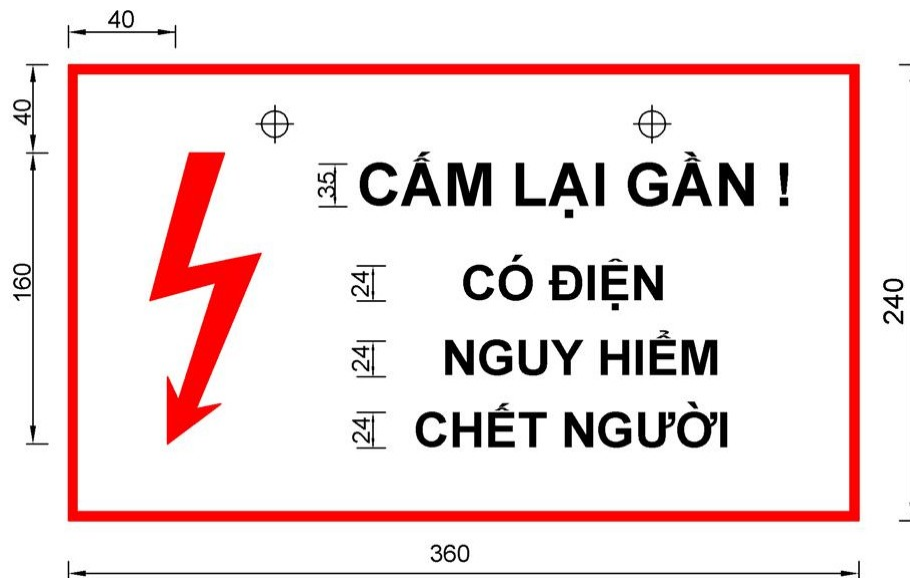 40
40
35 CẤM LẠI GẦN !
160
24 CÓ ĐIỆN
240
24 NGUY HIỂM
24 CHẾT NGƯỜI
360